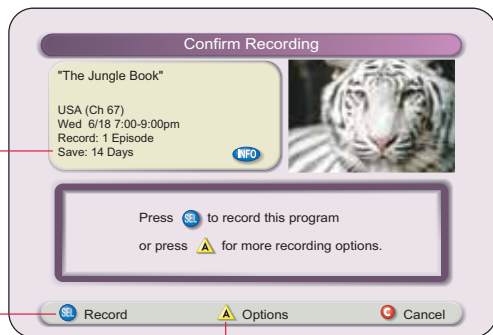 Confirm Recording
"The Jungle Book"
USA (Ch 67)
Wed 6/18 7:00-9:00pm
Record: 1 Episode
Save: 14 Days
INFO
Press SEL to record this program
or press A for more recording options.
SEL Record A Options C Cancel